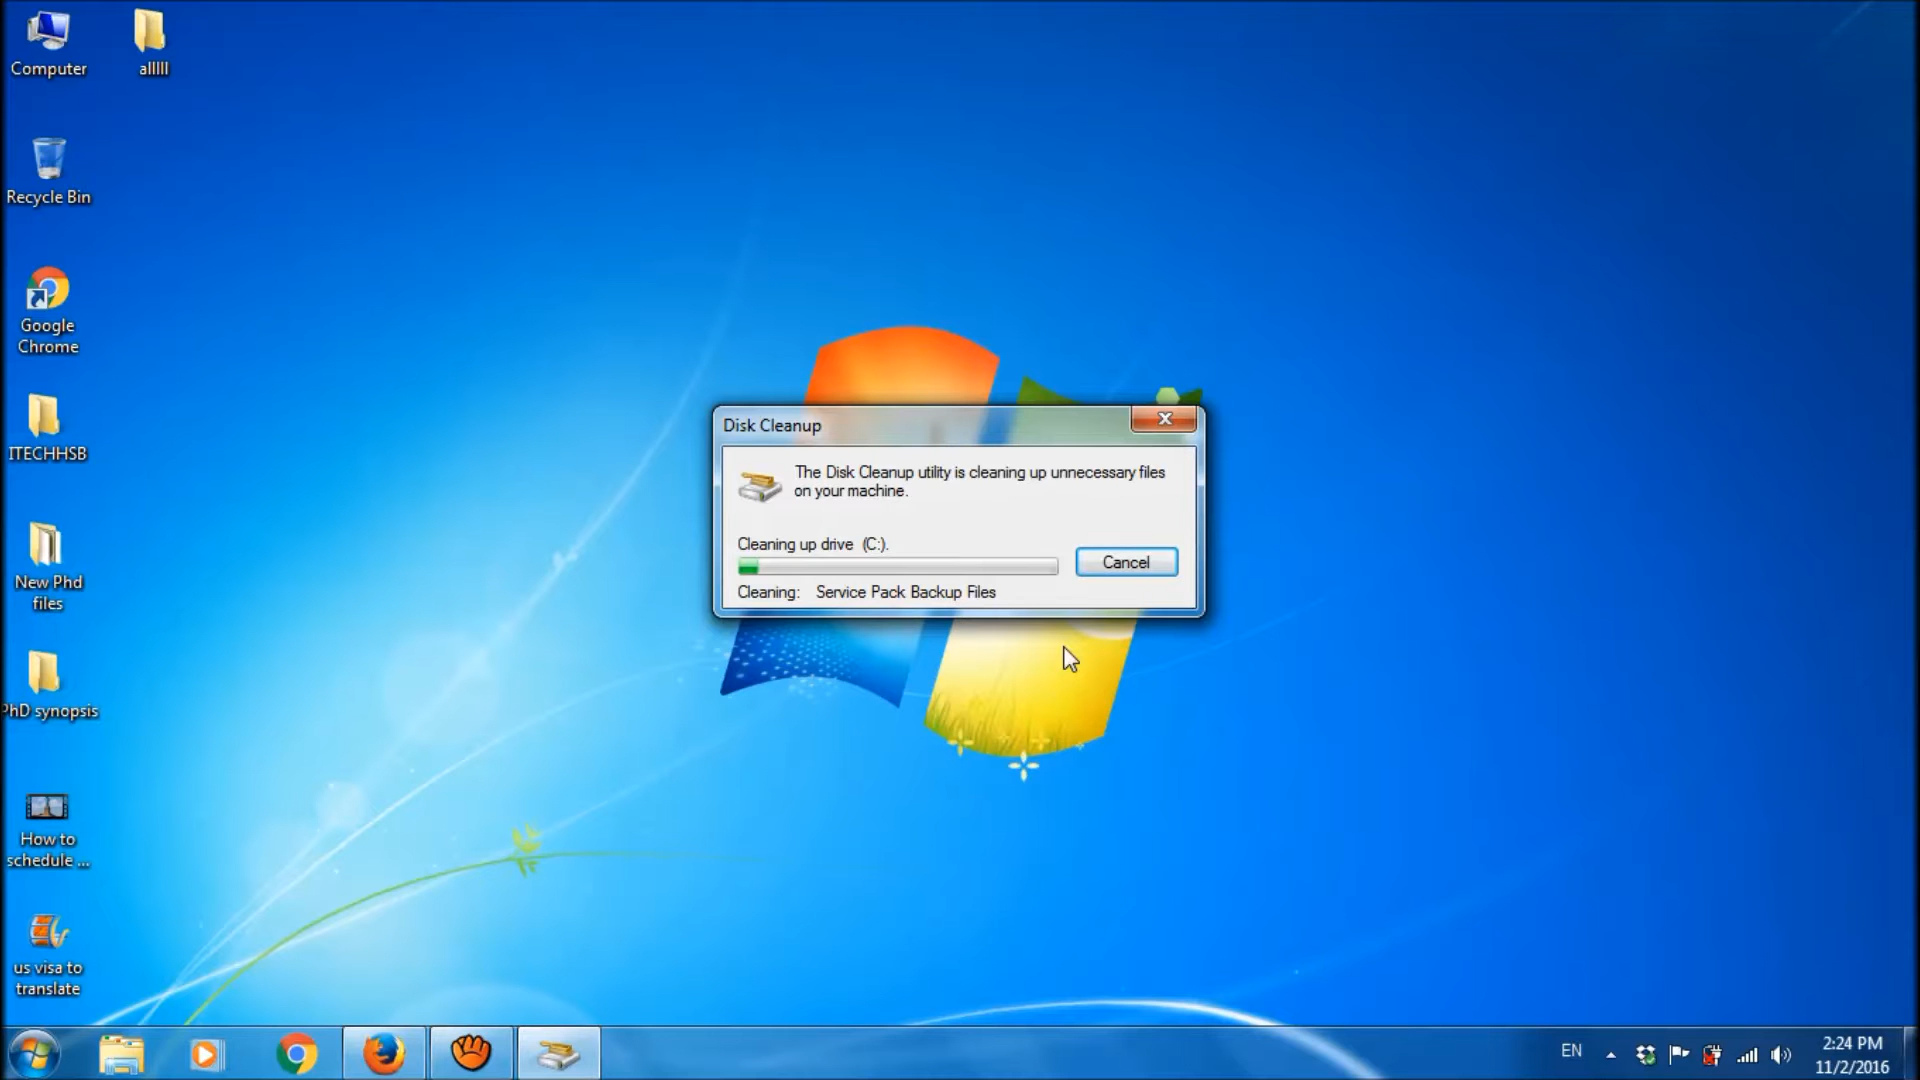 Computer
alllll
Recycle Bin
Google
Chrome
ITECHHSB
New Phd
files
PhD synopsis
How to
schedule ...
us visa to
translate
Disk Cleanup
The Disk Cleanup utility is cleaning up unnecessary files
on your machine.
Cleaning up drive (C:).
Cancel
Cleaning: Service Pack Backup Files
EN
2:24 PM
11/2/2016